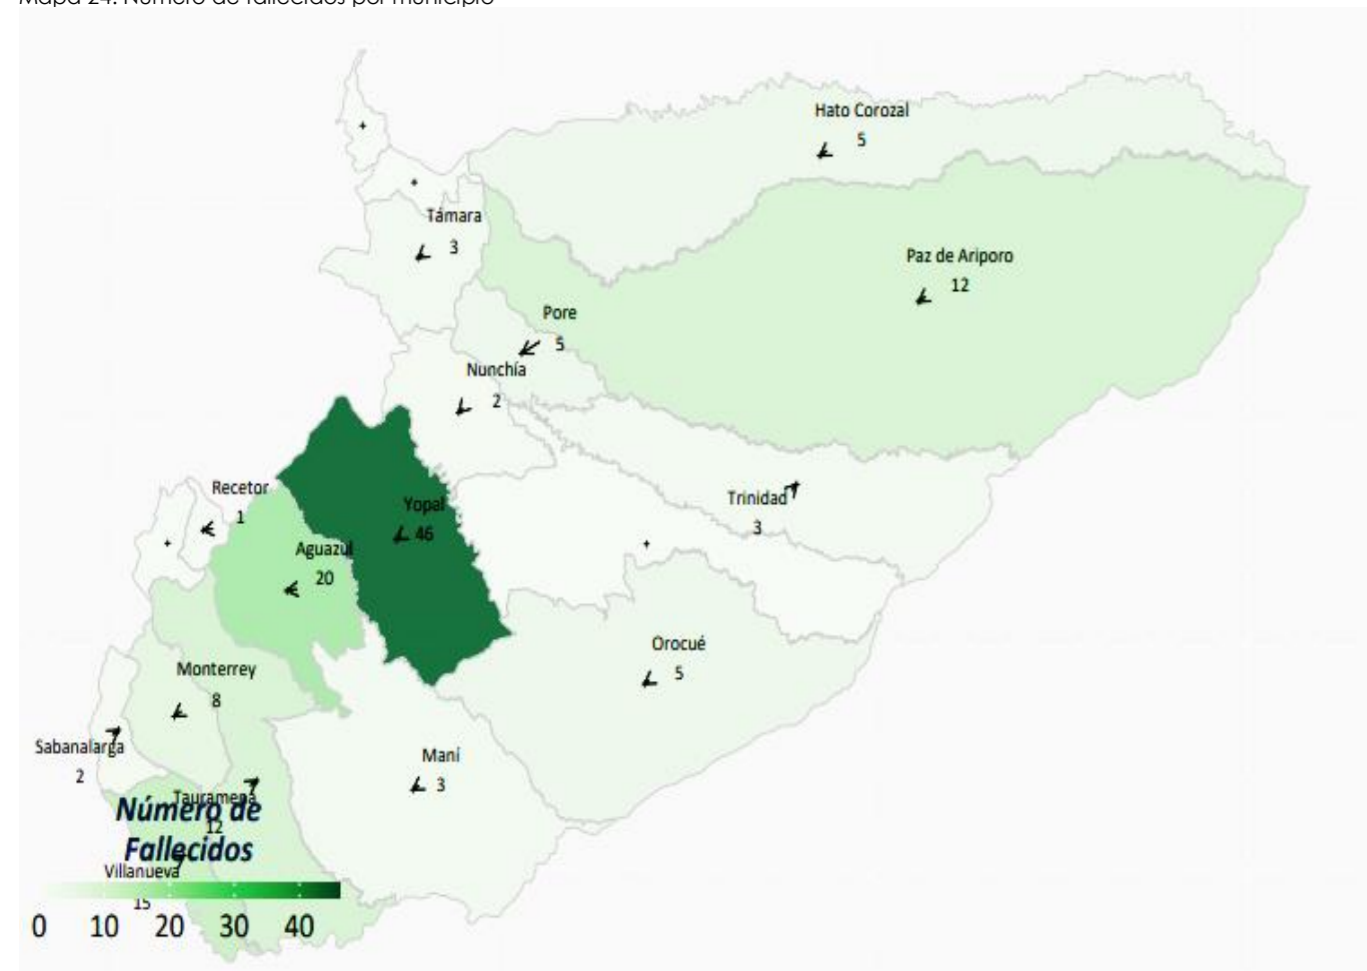 Mapa 24. Número de fallecidos por municipio
Hato Corozal
5
Támara
3
Paz de Ariporo
12
Pore
5
Nunchía
2
Recetor
1
Trinidad
3
Yopal
46
Aguazul
20
Orocué
5
Monterrey
8
Sabanalarga
2
Maní
3
Tauramena
12
Número de
Fallecidos
Villanueva
15
0 10 20 30 40